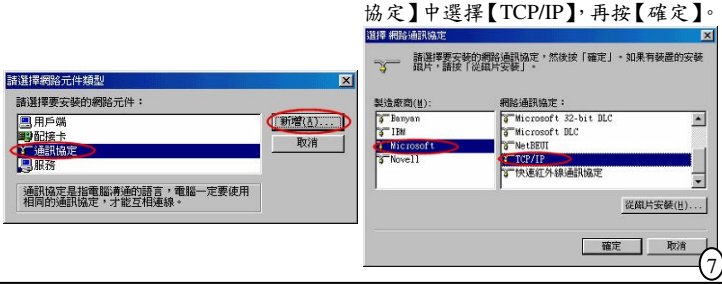 協定】中選擇【TCP/IP】，再按【確定】。
請選擇網路元件類型
請選擇要安裝的網路元件：
用戶端
配接卡
通訊協定
服務
新增(A)...
取消
通訊協定是指電腦溝通的語言，電腦一定要使用
相同的通訊協定，才能互相連線。
選擇 網路通訊協定
請選擇要安裝的網路通訊協定，然後按「確定」。如果有裝置的安裝
磁片，請按「從磁片安裝」。
製造廠商(M)：
Banyan
IBM
Microsoft
Novell
網路通訊協定：
Microsoft 32-bit DLC
Microsoft DLC
NetBEUI
TCP/IP
快速紅外線通訊協定
從磁片安裝(H)...
確定
取消
7